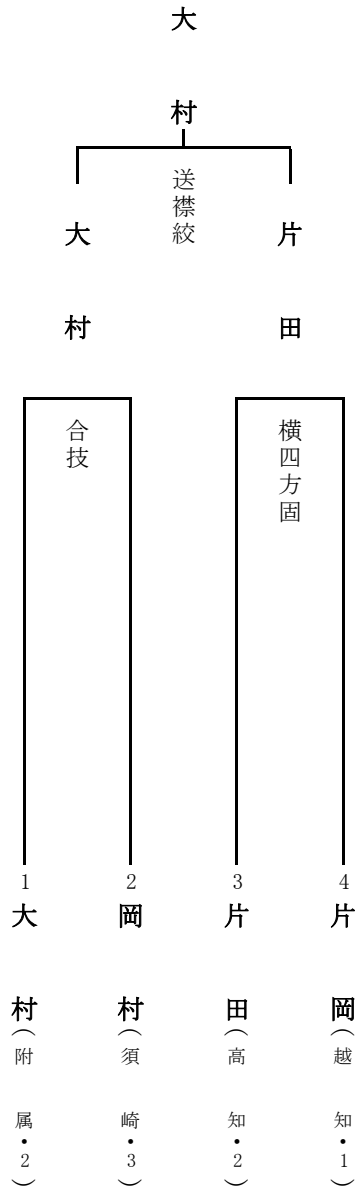 大村
送襟絞
大村
片田
合技
横四方固
1
大村(附属・2)
2
岡村(須崎・3)
3
片田(高知・2)
4
片岡(越知・1)